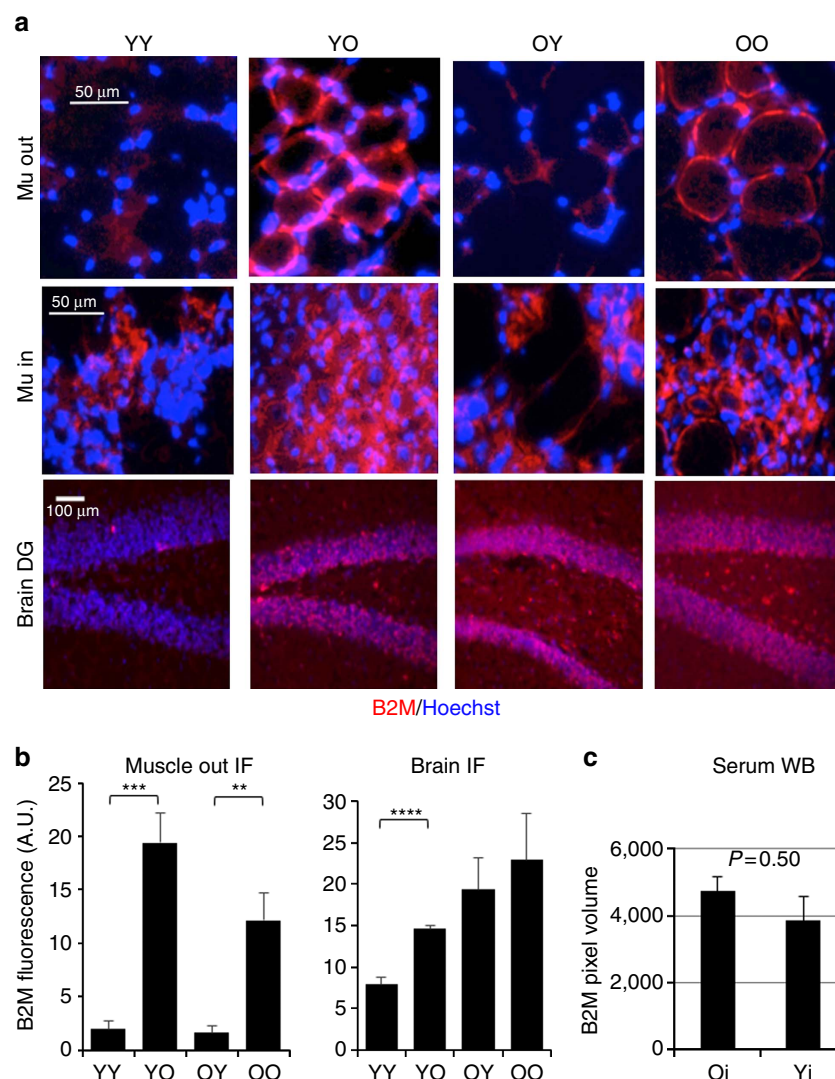 a
YY YO OY OO
Mu out
50 μm
Mu in
50 μm
Brain DG
100 μm
B2M/Hoechst
b
Muscle out IF
B2M fluorescence (A.U.)
25
20
15
10
5
0
***
**
YY YO OY OO
Brain IF
30
25
20
15
10
5
0
****
YY YO OY OO
c
Serum WB
B2M pixel volume
6,000
4,000
2,000
0
P=0.50
Oi Yi